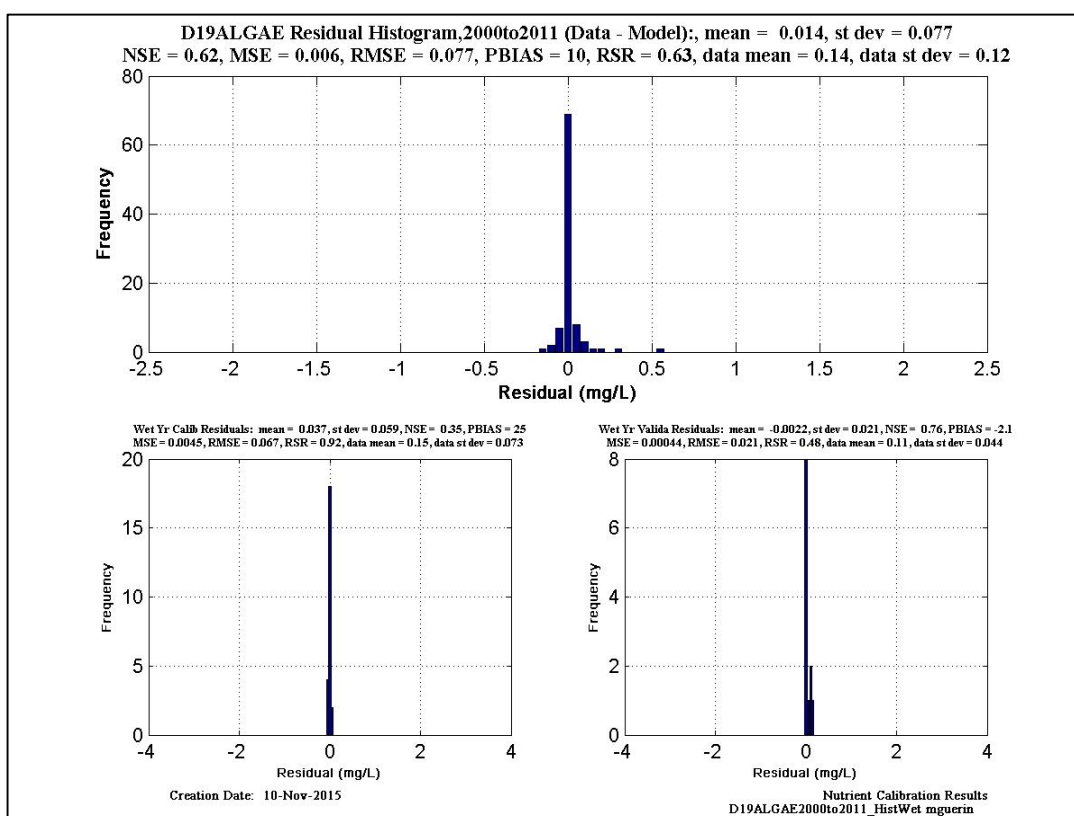 D19ALGAE Residual Histogram,2000to2011 (Data - Model):, mean = 0.014, st dev = 0.077
NSE = 0.62, MSE = 0.006, RMSE = 0.077, PBIAS = 10, RSR = 0.63, data mean = 0.14, data st dev = 0.12
80
60
40
20
0
Frequency
-2.5 -2 -1.5 -1 -0.5 0 0.5 1 1.5 2 2.5
Residual (mg/L)
Wet Yr Calib Residuals: mean = 0.037, st dev = 0.059, NSE = 0.35, PBIAS = 25
MSE = 0.0045, RMSE = 0.067, RSR = 0.92, data mean = 0.15, data st dev = 0.073
20
15
10
5
0
Frequency
-4 -2 0 2 4
Residual (mg/L)
Wet Yr Valida Residuals: mean = -0.0022, st dev = 0.021, NSE = 0.76, PBIAS = -2.1
MSE = 0.00044, RMSE = 0.021, RSR = 0.48, data mean = 0.11, data st dev = 0.044
8
6
4
2
0
Frequency
-4 -2 0 2 4
Residual (mg/L)
Creation Date: 10-Nov-2015
Nutrient Calibration Results
D19ALGAE2000to2011_HistWet mguerin